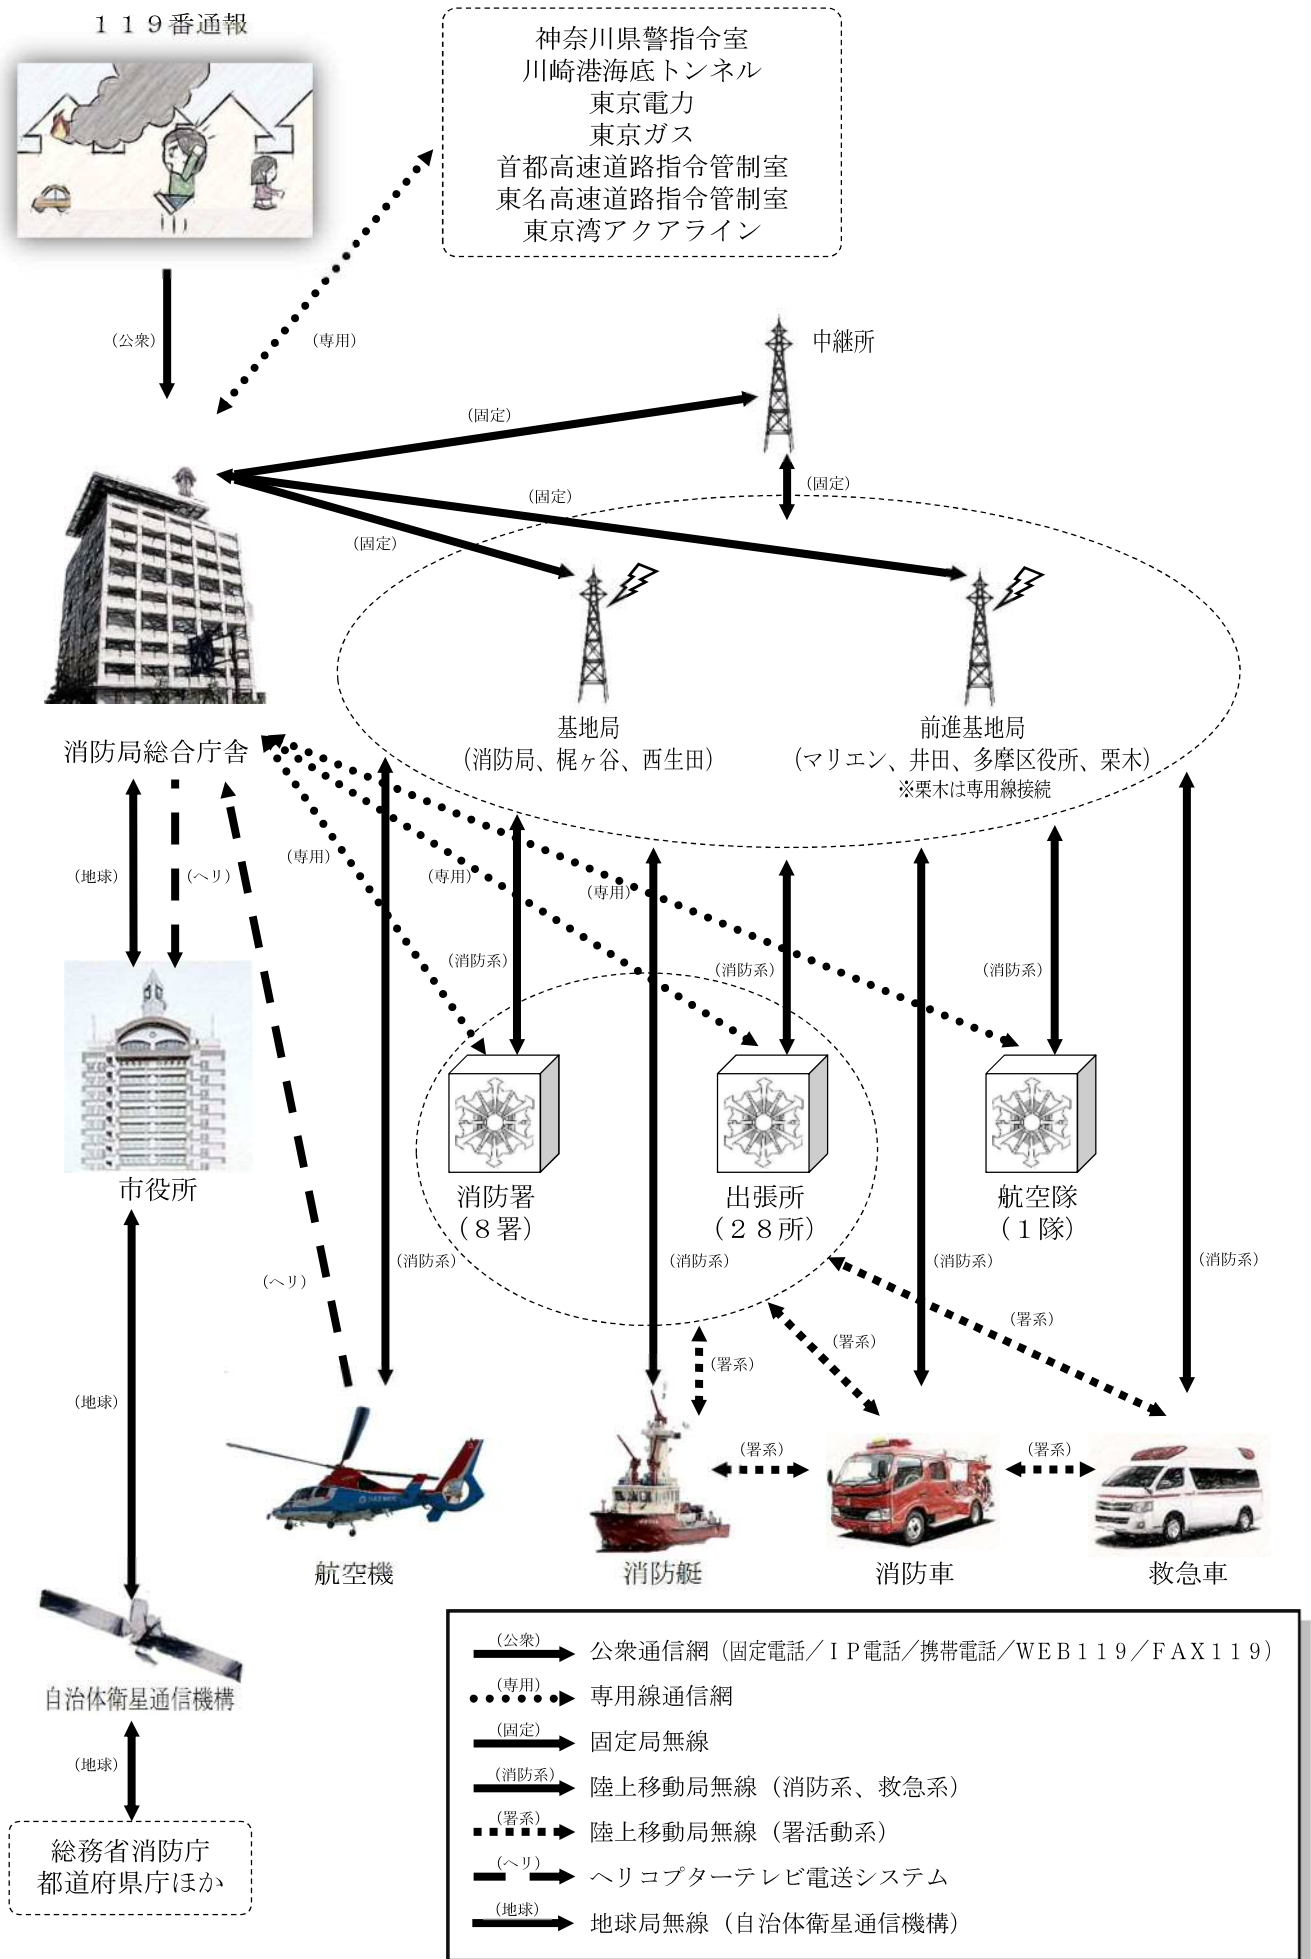 １１９番通報
神奈川県警指令室
川崎港海底トンネル
東京電力
東京ガス
首都高速道路指令管制室
東名高速道路指令管制室
東京湾アクアライン
(公衆)
(専用)
中継所
(固定)
(固定)
(固定)
(固定)
基地局
(消防局、梶ヶ谷、西生田)
前進基地局
(マリエン、井田、多摩区役所、栗木)
※栗木は専用線接続
消防局総合庁舎
(地球)
(ヘリ)
(専用)
(専用)
(専用)
(消防系)
(消防系)
(消防系)
市役所
消防署
(８署)
出張所
(２８所)
航空隊
(１隊)
(ヘリ)
(消防系)
(消防系)
(消防系)
(消防系)
(署系)
(署系)
(署系)
(地球)
(署系)
(署系)
航空機
消防艇
消防車
救急車
自治体衛星通信機構
(地球)
総務省消防庁
都道府県庁ほか
(公衆)
公衆通信網（固定電話／ＩＰ電話／携帯電話／ＷＥＢ１１９／ＦＡＸ１１９）
(専用)
専用線通信網
(固定)
固定局無線
(消防系)
陸上移動局無線（消防系、救急系）
(署系)
陸上移動局無線（署活動系）
(ヘリ)
ヘリコプターテレビ電送システム
(地球)
地球局無線（自治体衛星通信機構）